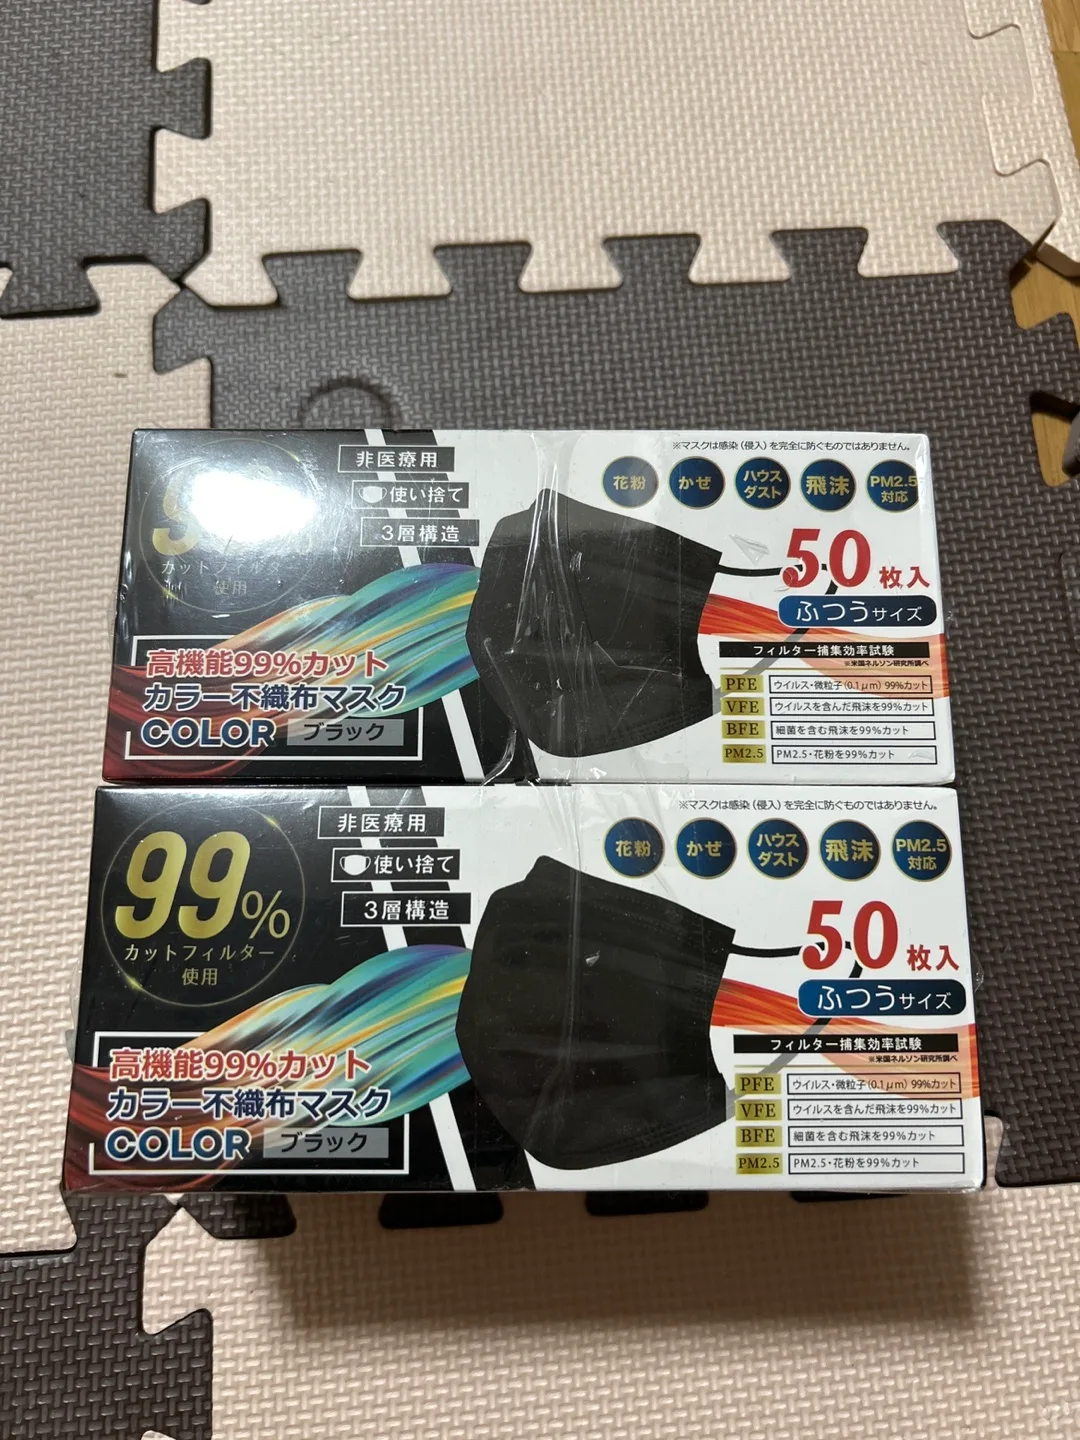 非医療用
使い捨て
3層構造
カットフィルター
使用
※マスクは感染（侵入）を完全に防ぐものではありません。
花粉
かぜ
ハウス
ダスト
飛沫
PM2.5
対応
50枚入
ふつうサイズ
高機能99%カット
カラー不織布マスク
COLOR ブラック
フィルター捕集効率試験
※米国ネルソン研究所調べ
PFE ウイルス・微粒子(0.1μm) 99%カット
VFE ウイルスを含んだ飛沫を99%カット
BFE 細菌を含む飛沫を99%カット
PM2.5 PM2.5・花粉を99%カット
99%
カットフィルター
使用
非医療用
使い捨て
3層構造
※マスクは感染（侵入）を完全に防ぐものではありません。
花粉
かぜ
ハウス
ダスト
飛沫
PM2.5
対応
50枚入
ふつうサイズ
高機能99%カット
カラー不織布マスク
COLOR ブラック
フィルター捕集効率試験
※米国ネルソン研究所調べ
PFE ウイルス・微粒子(0.1μm) 99%カット
VFE ウイルスを含んだ飛沫を99%カット
BFE 細菌を含む飛沫を99%カット
PM2.5 PM2.5・花粉を99%カット